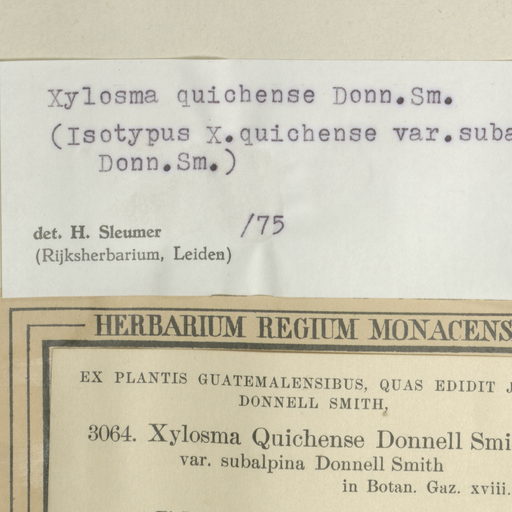 Xylosma quichense Donn.Sm.
(Isotypus X.quichense var.suba
Donn.Sm.)
det. H. Sleumer /75
(Rijksherbarium, Leiden)
HERBARIUM REGIUM MONACENS
EX PLANTIS GUATEMALENSIBUS, QUAS EDIDIT J
DONNELL SMITH,
3064. Xylosma Quichense Donnell Smi
var. subalpina Donnell Smith
in Botan. Gaz. xviii.